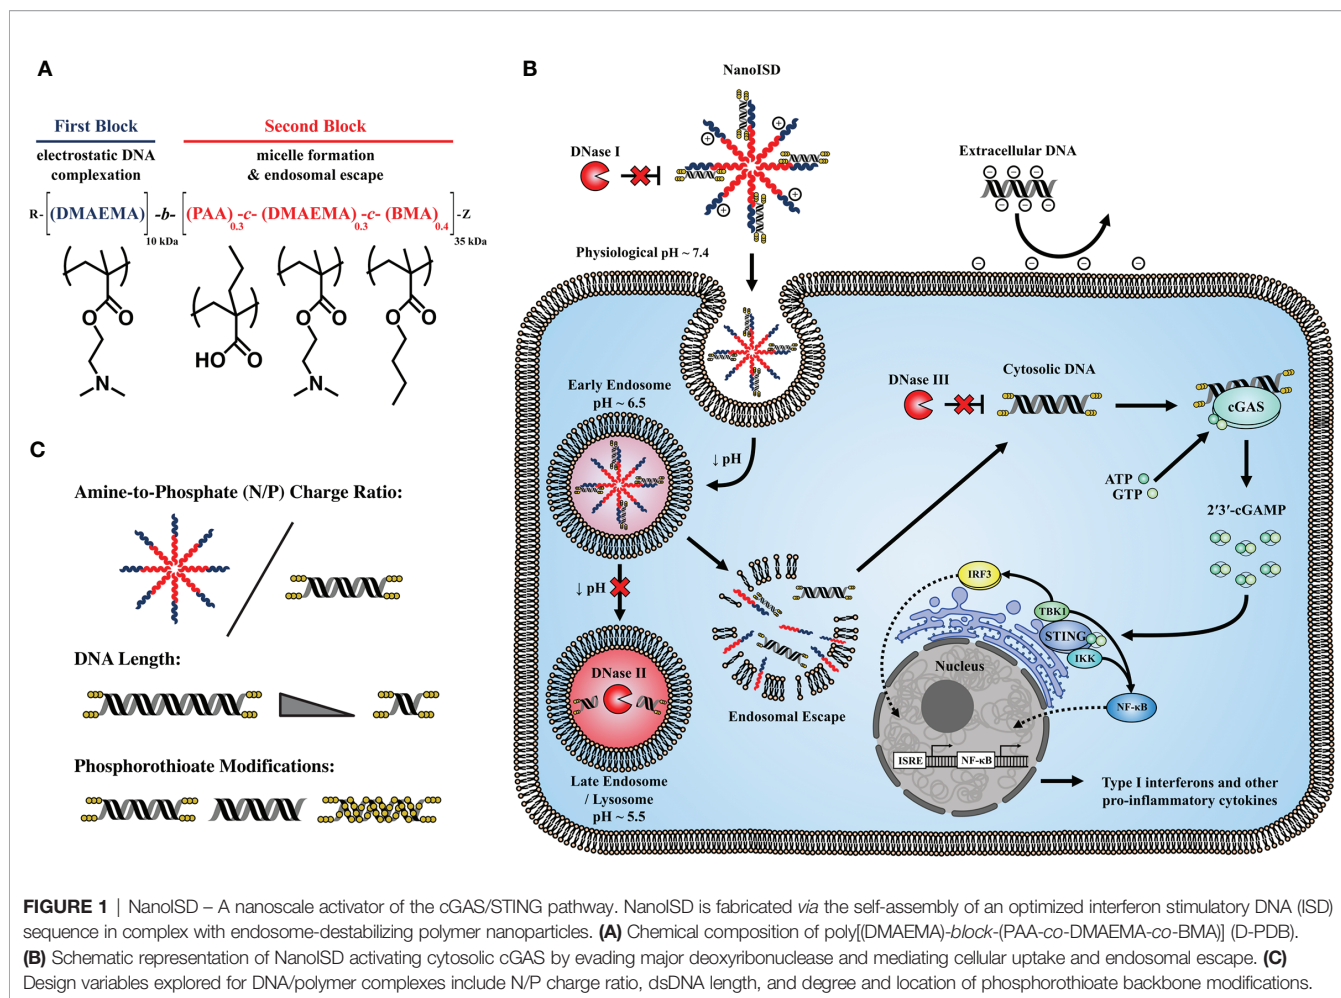 A
First Block
Second Block
electrostatic DNA
complexation
micelle formation
& endosomal escape
R-[(DMAEMA)]10 kDa -b- [(PAA)0.3 -c- (DMAEMA)0.3 -c- (BMA)0.4]35 kDa -Z
O
O
N
HO
O
O
O
N
O
O
C
Amine-to-Phosphate (N/P) Charge Ratio:
DNA Length:
Phosphorothioate Modifications:
B
NanoISD
DNase I
+
+
+
+
Physiological pH ~ 7.4
Extracellular DNA
Early Endosome
pH ~ 6.5
↓ pH
↓ pH
DNase II
Late Endosome
/ Lysosome
pH ~ 5.5
Endosomal Escape
DNase III
Cytosolic DNA
cGAS
ATP
GTP
2′3′-cGAMP
IRF3
TBK1
STING
IKK
NF-κB
Nucleus
ISRE
NF-κB
Type I interferons and other
pro-inflammatory cytokines
FIGURE 1 | NanoISD – A nanoscale activator of the cGAS/STING pathway. NanoISD is fabricated via the self-assembly of an optimized interferon stimulatory DNA (ISD)
sequence in complex with endosome-destabilizing polymer nanoparticles. (A) Chemical composition of poly[(DMAEMA)-block-(PAA-co-DMAEMA-co-BMA)] (D-PDB).
(B) Schematic representation of NanoISD activating cytosolic cGAS by evading major deoxyribonuclease and mediating cellular uptake and endosomal escape. (C)
Design variables explored for DNA/polymer complexes include N/P charge ratio, dsDNA length, and degree and location of phosphorothioate backbone modifications.